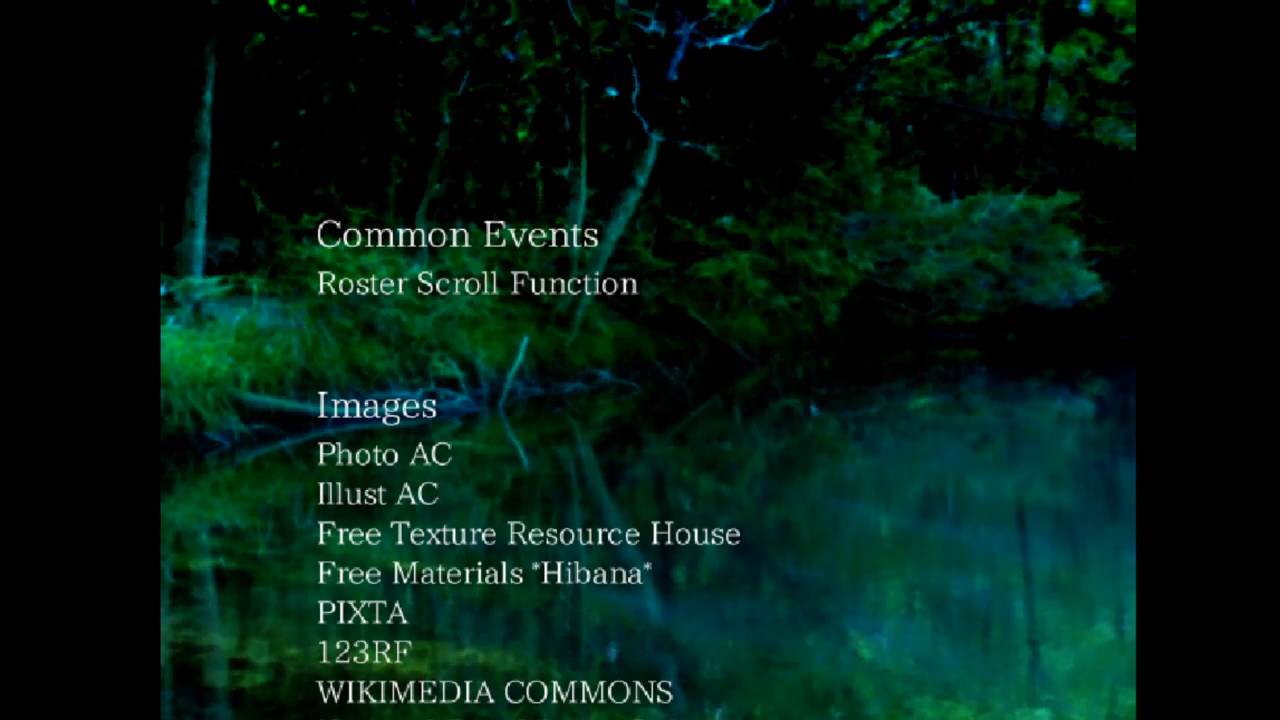 Common Events
Roster Scroll Function
Images
Photo AC
Illust AC
Free Texture Resource House
Free Materials *Hibana*
PIXTA
123RF
WIKIMEDIA COMMONS